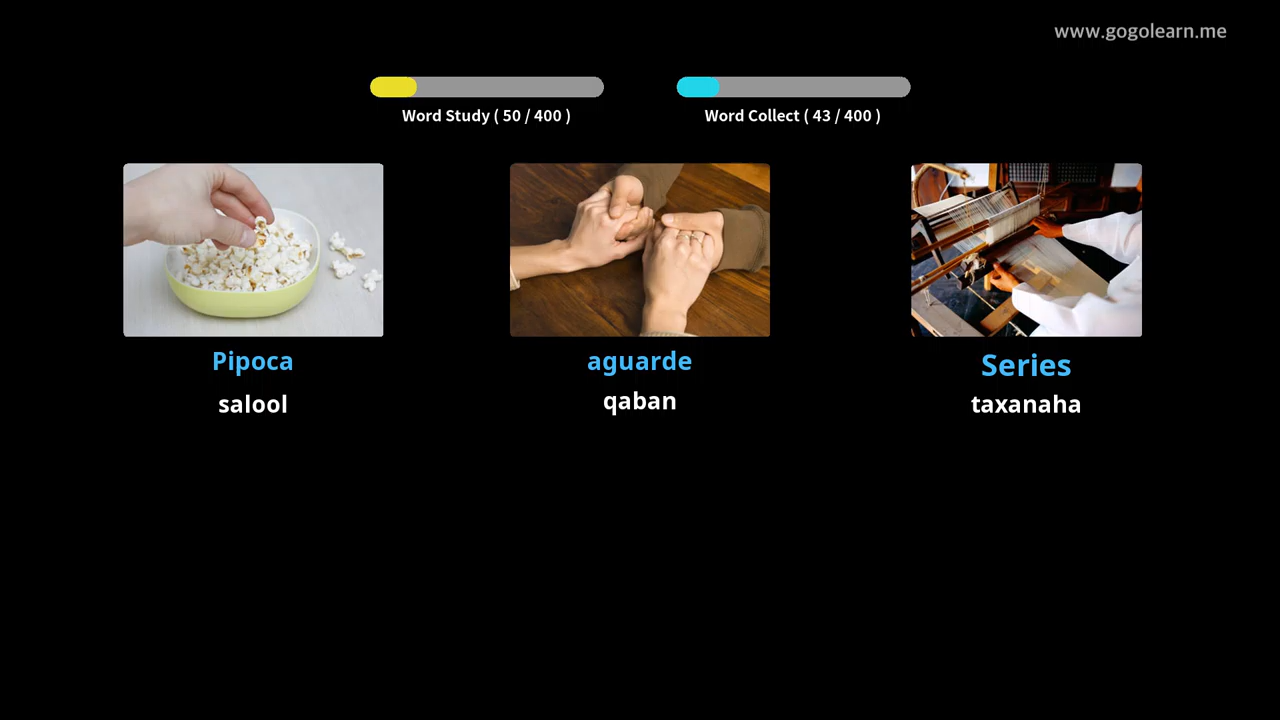 www.gogolearn.me
Word Study ( 50 / 400 )
Word Collect ( 43 / 400 )
Pipoca
salool
aguarde
qaban
Series
taxanaha